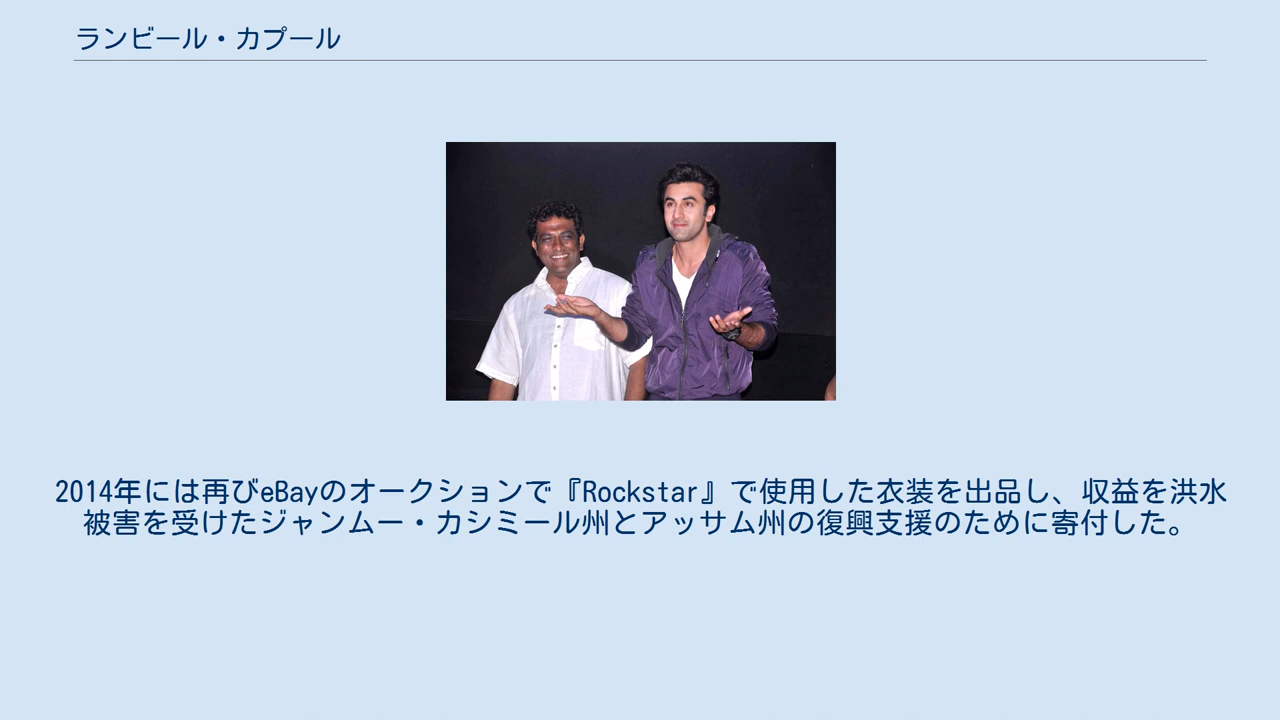 ランビール・カプール
2014年には再びeBayのオークションで『Rockstar』で使用した衣装を出品し、収益を洪水
被害を受けたジャンムー・カシミール州とアッサム州の復興支援のために寄付した。